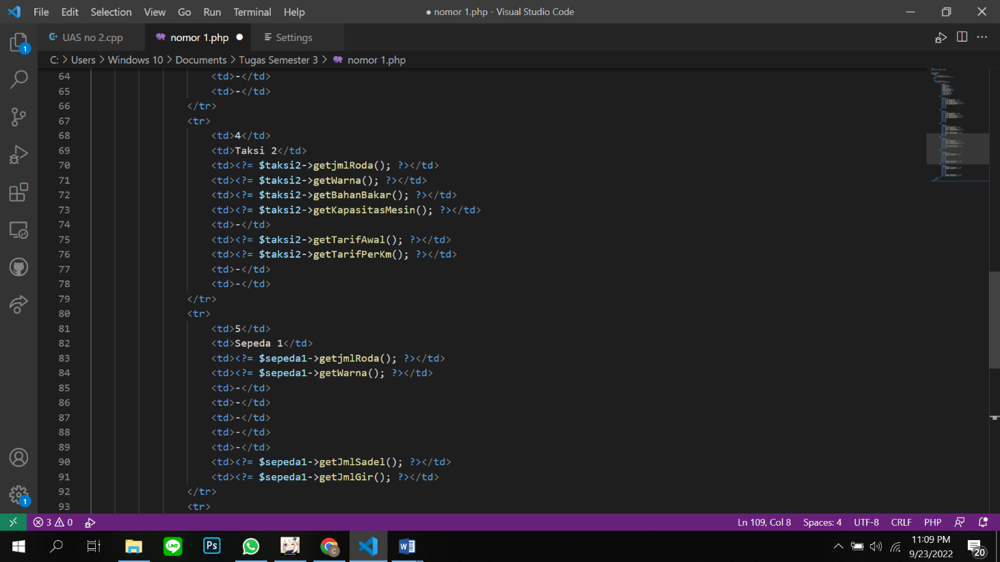 File Edit Selection View Go Run Terminal Help
● nomor 1.php - Visual Studio Code
UAS no 2.cpp
nomor 1.php
Settings
C: > Users > Windows 10 > Documents > Tugas Semester 3 > nomor 1.php
64 <td>-</td>
65 <td>-</td>
66 </tr>
67 <tr>
68 <td>4</td>
69 <td>Taksi 2</td>
70 <td><?= $taksi2->getjmlRoda(); ?></td>
71 <td><?= $taksi2->getWarna(); ?></td>
72 <td><?= $taksi2->getBahanBakar(); ?></td>
73 <td><?= $taksi2->getKapasitasMesin(); ?></td>
74 <td>-</td>
75 <td><?= $taksi2->getTarifAwal(); ?></td>
76 <td><?= $taksi2->getTarifPerKm(); ?></td>
77 <td>-</td>
78 <td>-</td>
79 </tr>
80 <tr>
81 <td>5</td>
82 <td>Sepeda 1</td>
83 <td><?= $sepeda1->getjmlRoda(); ?></td>
84 <td><?= $sepeda1->getWarna(); ?></td>
85 <td>-</td>
86 <td>-</td>
87 <td>-</td>
88 <td>-</td>
89 <td>-</td>
90 <td><?= $sepeda1->getJmlSadel(); ?></td>
91 <td><?= $sepeda1->getJmlGir(); ?></td>
92 </tr>
93 <tr>
1
1
3 0
Ln 109, Col 8 Spaces: 4 UTF-8 CRLF PHP
LINE
Ps
C
W
11:09 PM
9/23/2022
20